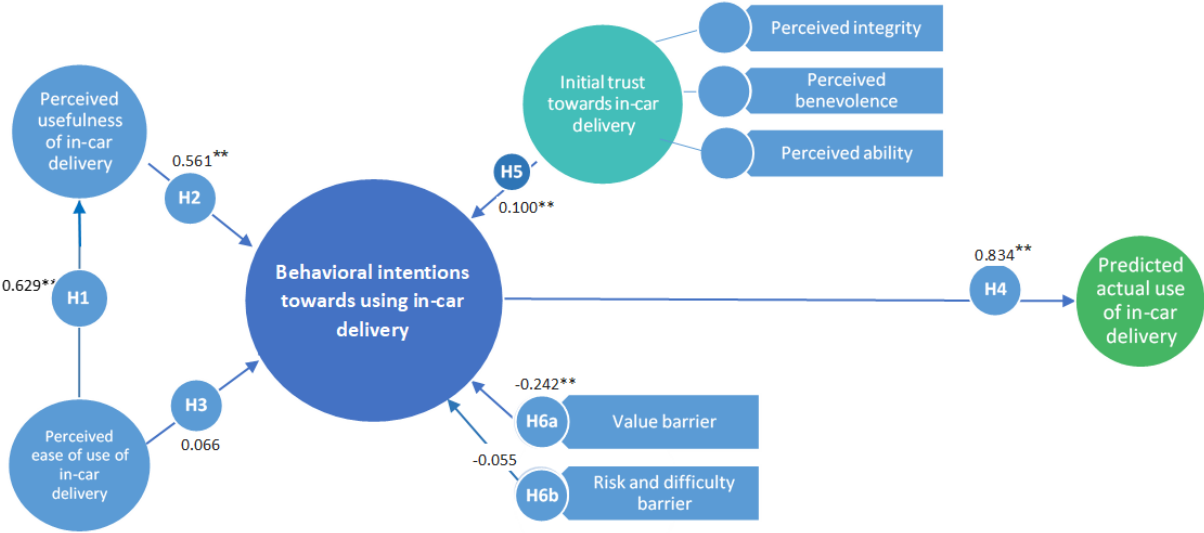 Perceived
usefulness
of in-car
delivery
0.561**
H2
0.629**
H1
Perceived
ease of use of
in-car
delivery
H3
0.066
Behavioral intentions
towards using in-car
delivery
Initial trust
towards in-car
delivery
Perceived integrity
Perceived
benevolence
Perceived ability
H5
0.100**
0.834**
H4
Predicted
actual use
of in-car
delivery
-0.242**
H6a
Value barrier
-0.055
H6b
Risk and difficulty
barrier